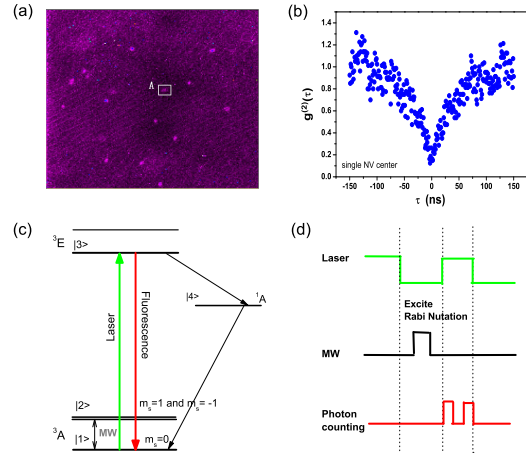 (a)
A
(b)
g(2)(τ)
1.4
1.2
1.0
0.8
0.6
0.4
0.2
0.0
single NV center
-150 -100 -50 0 50 100 150
τ (ns)
(c)
3E
|3>
1A
|4>
Laser
Fluorescence
ms=1 and ms= -1
|2>
3A
|1>
MW
ms=0
(d)
Laser
Excite
Rabi Nutation
MW
Photon
counting